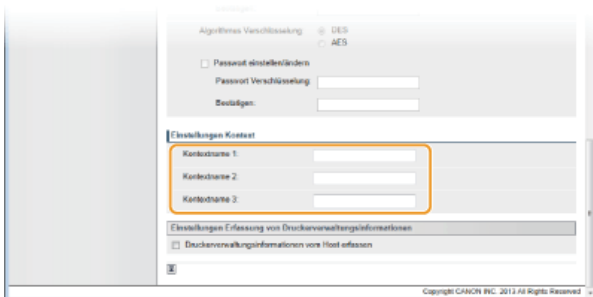 Algorithmus Verschlüsselung:
DES
AES
Passwort einstellen/ändern
Passwort Verschlüsselung:
Bestätigen:
Einstellungen Kontext
Kontextname 1:
Kontextname 2:
Kontextname 3:
Einstellungen Erfassung von Druckerverwaltungsinformationen
Druckerverwaltungsinformationen vom Host erfassen
Copyright CANON INC. 2013 All Rights Reserved